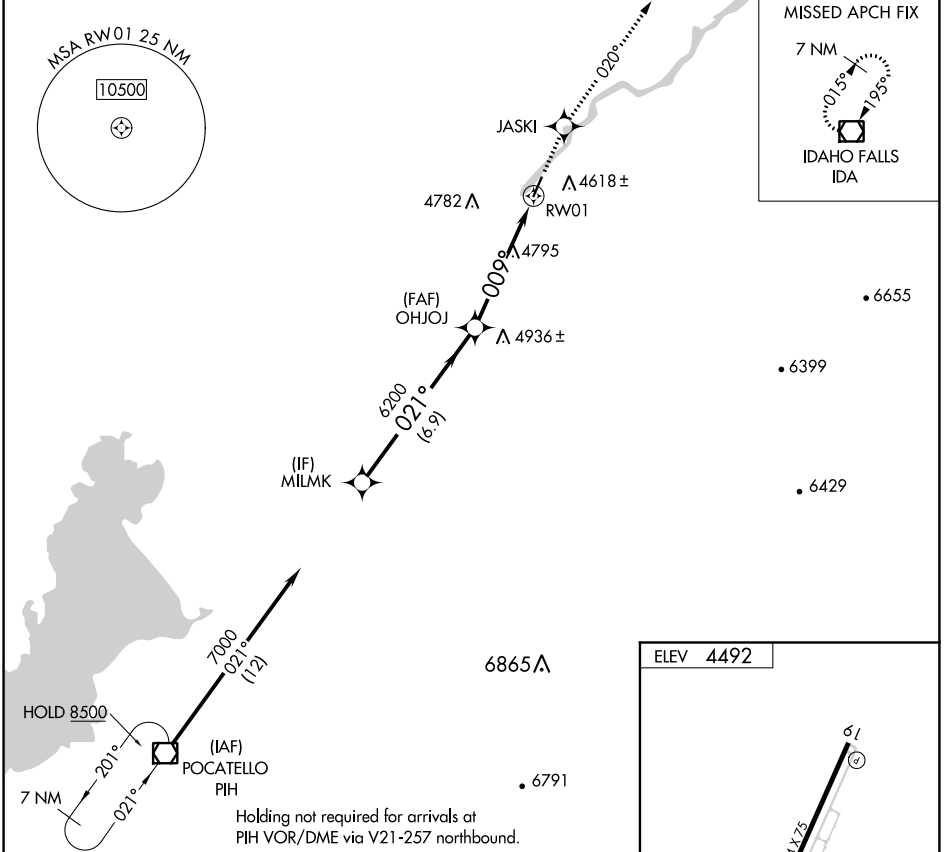 MSA RW01 25 NM
10500
MISSED APCH FIX
7 NM
015°
195°
IDAHO FALLS
IDA
020°
JASKI
4782
4618±
RW01
4795
009°
(FAF)
OHJOJ
4936±
6655
6399
6200
021°
(6.9)
(IF)
MILMK
6429
7000
021°
(12)
6865
HOLD 8500
201°
021°
7 NM
(IAF)
POCATELLO
PIH
6791
Holding not required for arrivals at
PIH VOR/DME via V21-257 northbound.
ELEV 4492
19
P
X 75